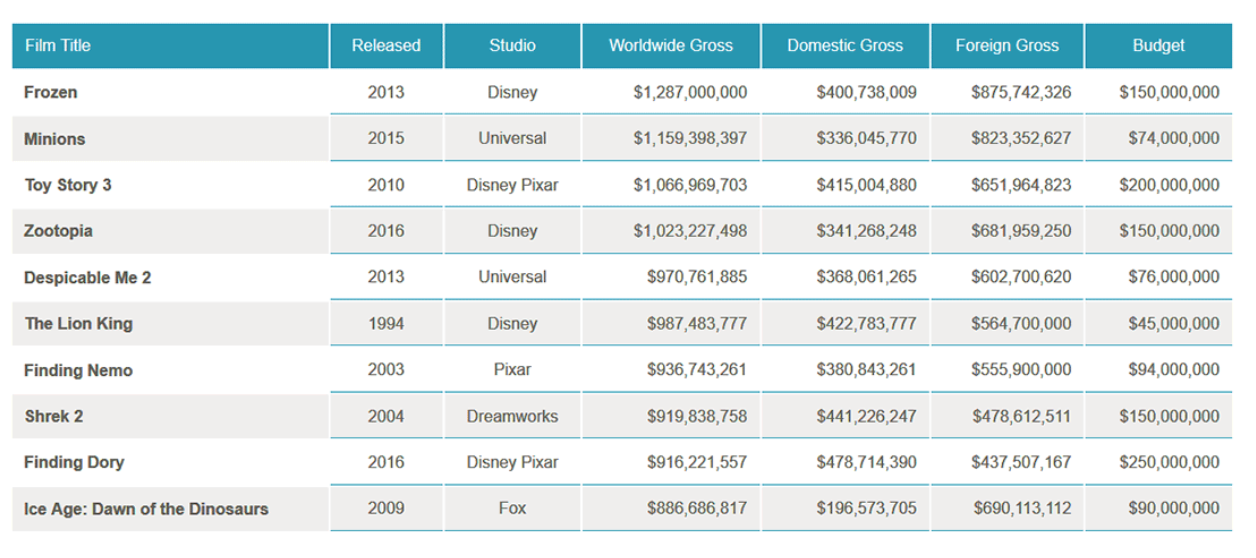 Film Title Released Studio Worldwide Gross Domestic Gross Foreign Gross Budget
Frozen 2013 Disney $1,287,000,000 $400,738,009 $875,742,326 $150,000,000
Minions 2015 Universal $1,159,398,397 $336,045,770 $823,352,627 $74,000,000
Toy Story 3 2010 Disney Pixar $1,066,969,703 $415,004,880 $651,964,823 $200,000,000
Zootopia 2016 Disney $1,023,227,498 $341,268,248 $681,959,250 $150,000,000
Despicable Me 2 2013 Universal $970,761,885 $368,061,265 $602,700,620 $76,000,000
The Lion King 1994 Disney $987,483,777 $422,783,777 $564,700,000 $45,000,000
Finding Nemo 2003 Pixar $936,743,261 $380,843,261 $555,900,000 $94,000,000
Shrek 2 2004 Dreamworks $919,838,758 $441,226,247 $478,612,511 $150,000,000
Finding Dory 2016 Disney Pixar $916,221,557 $478,714,390 $437,507,167 $250,000,000
Ice Age: Dawn of the Dinosaurs 2009 Fox $886,686,817 $196,573,705 $690,113,112 $90,000,000